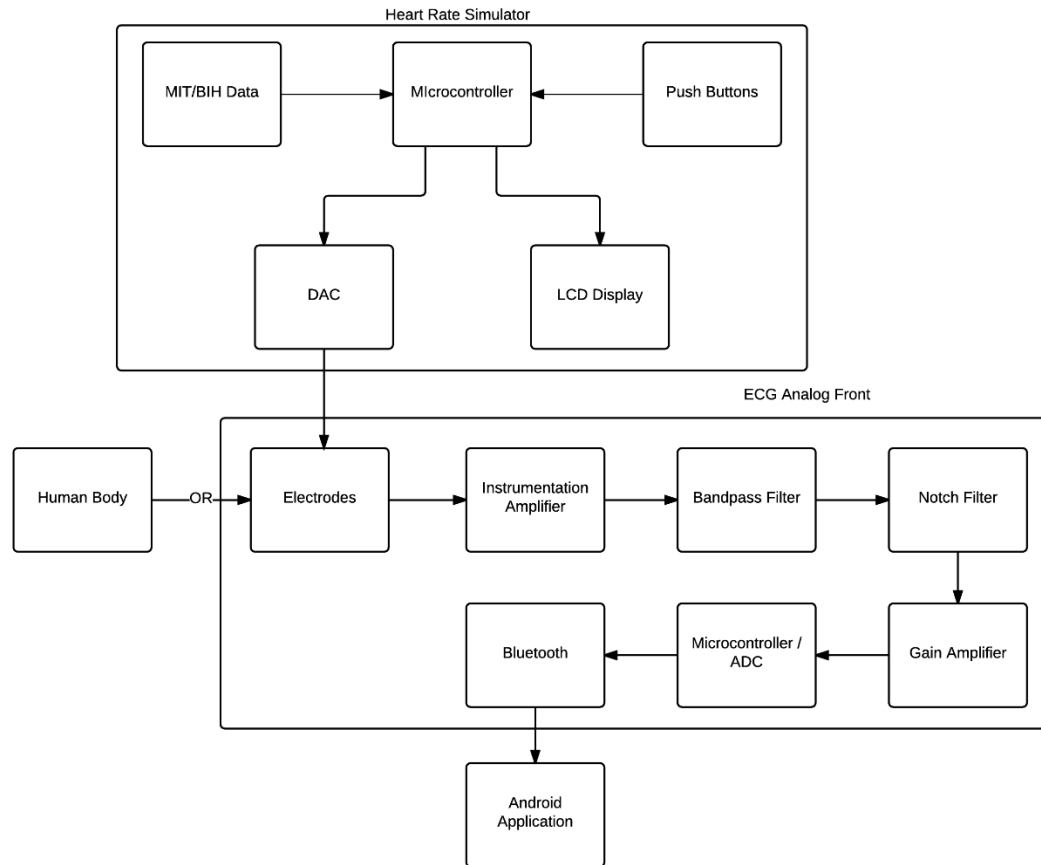 Heart Rate Simulator
MIT/BIH Data
MIcrocontroller
Push Buttons
DAC
LCD Display
ECG Analog Front
Human Body
OR
Electrodes
Instrumentation
Amplifier
Bandpass Filter
Notch Filter
Bluetooth
Microcontroller /
ADC
Gain Amplifier
Android
Application